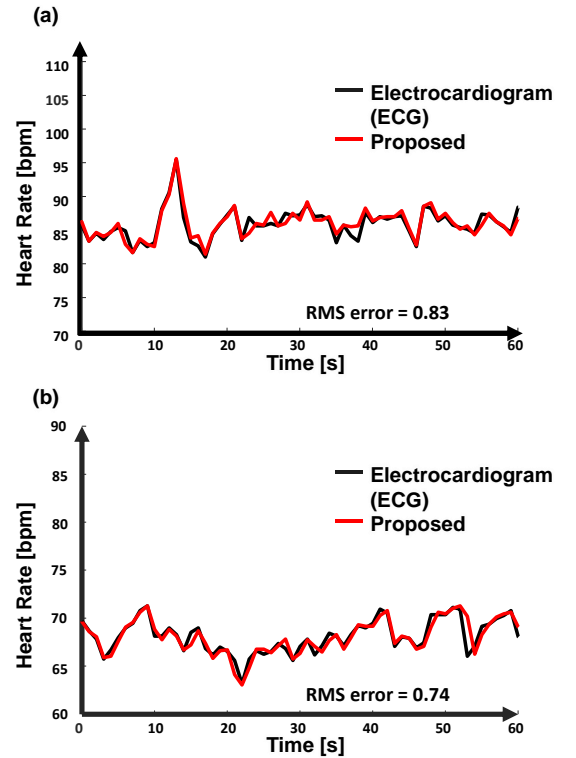 (a)
110
105
100
95
90
85
80
75
70
Heart Rate [bpm]
Electrocardiogram
(ECG)
Proposed
RMS error = 0.83
0 10 20 30 40 50 60
Time [s]
(b)
90
85
80
75
70
65
60
Heart Rate [bpm]
Electrocardiogram
(ECG)
Proposed
RMS error = 0.74
0 10 20 30 40 50 60
Time [s]